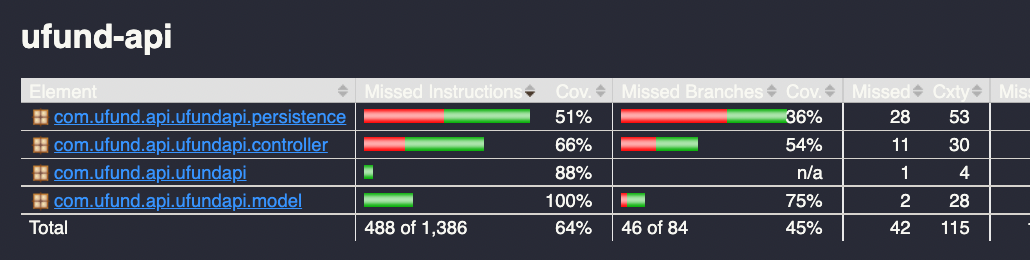 ufund-api
Element Missed Instructions Cov. Missed Branches Cov. Missed Cxty
com.ufund.api.ufundapi.persistence 51% 36% 28 53
com.ufund.api.ufundapi.controller 66% 54% 11 30
com.ufund.api.ufundapi 88% n/a 1 4
com.ufund.api.ufundapi.model 100% 75% 2 28
Total 488 of 1,386 64% 46 of 84 45% 42 115